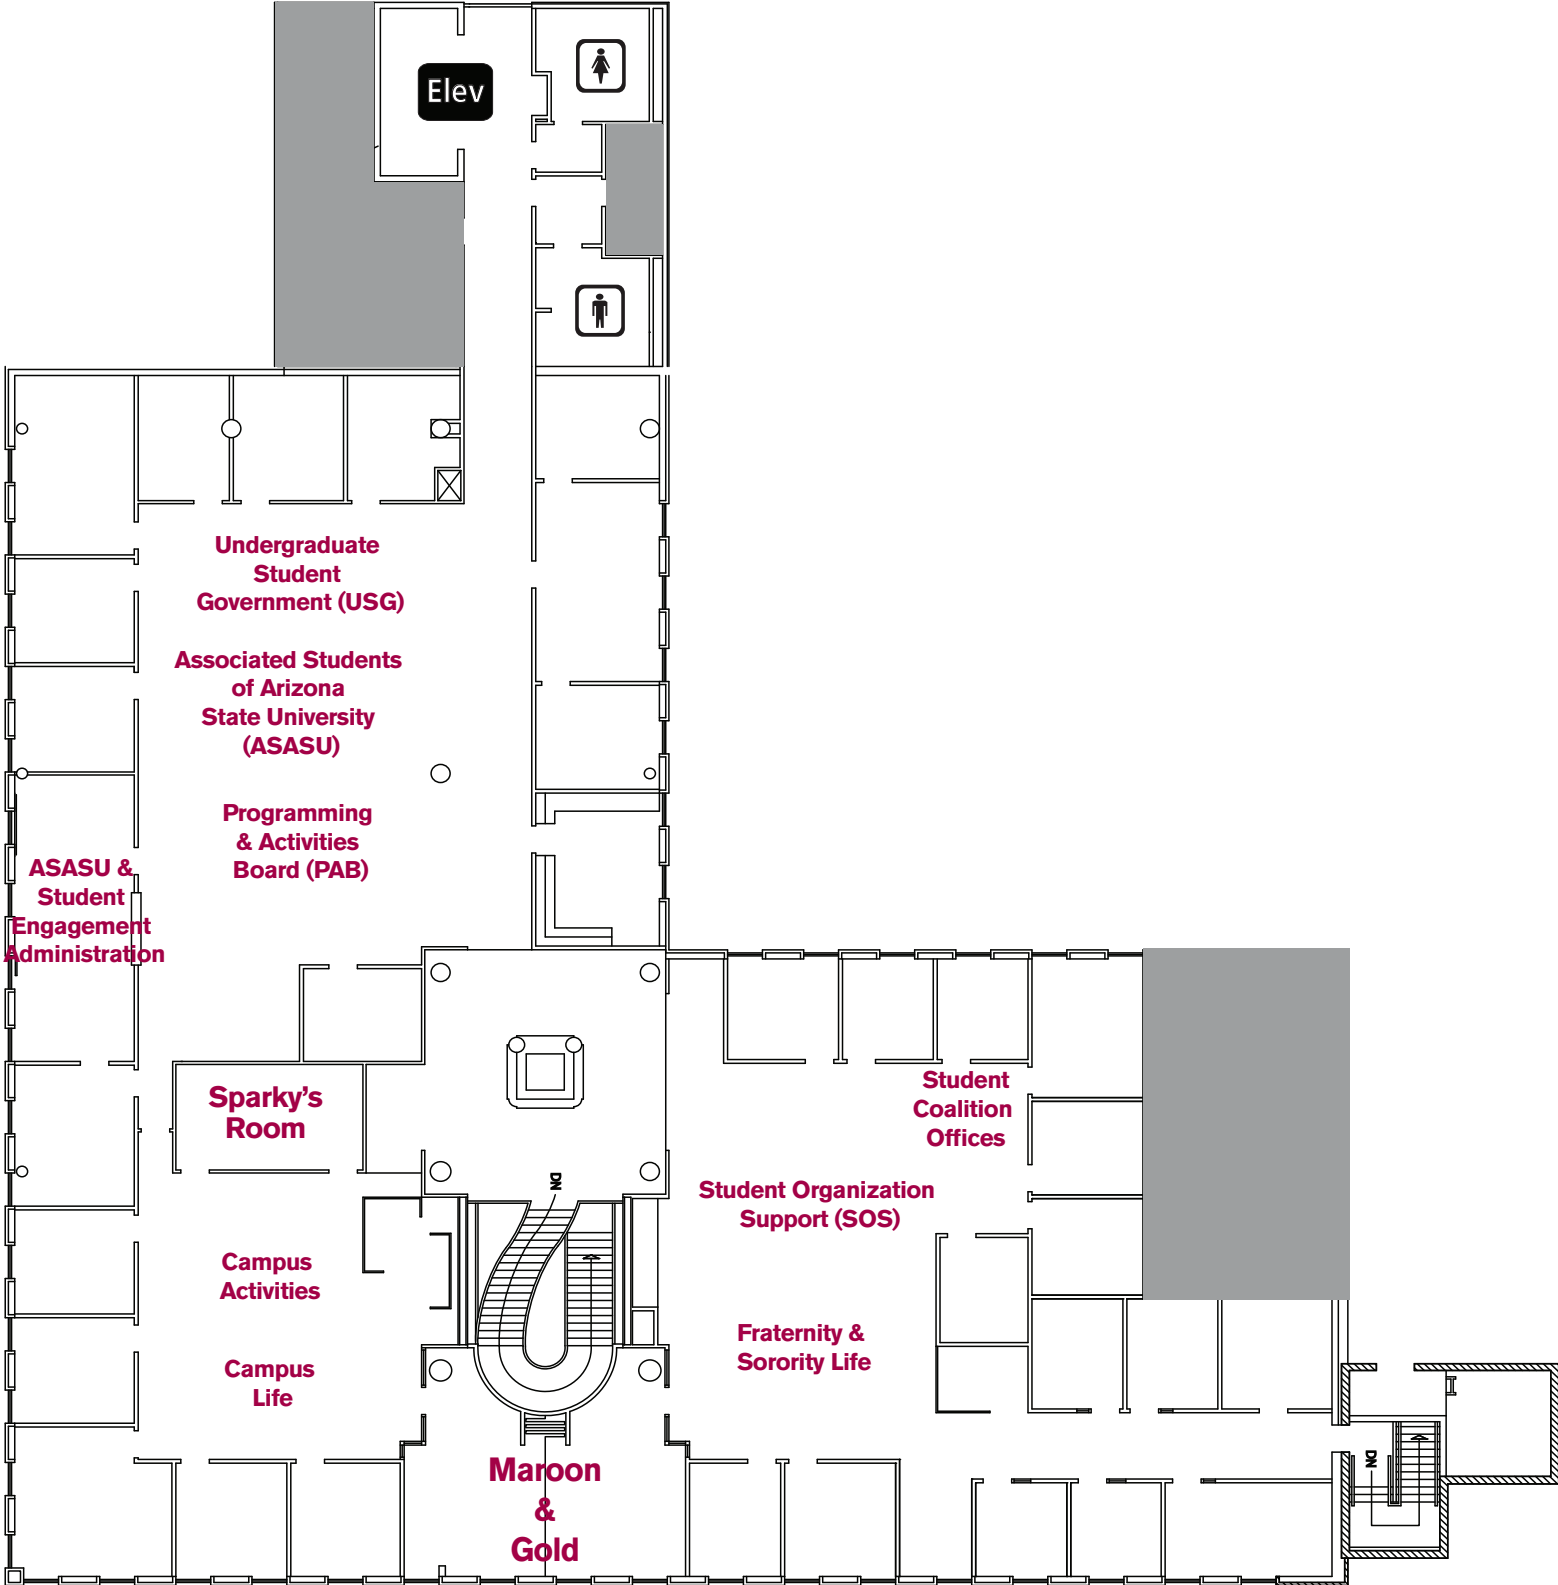 Elev
Undergraduate
Student
Government (USG)
Associated Students
of Arizona
State University
(ASASU)
Programming
& Activities
Board (PAB)
ASASU &
Student
Engagement
Administration
Sparky’s
Room
Student
Coalition
Offices
DN
Student Organization
Support (SOS)
Campus
Activities
Fraternity &
Sorority Life
Campus
Life
Maroon
&
Gold
DN